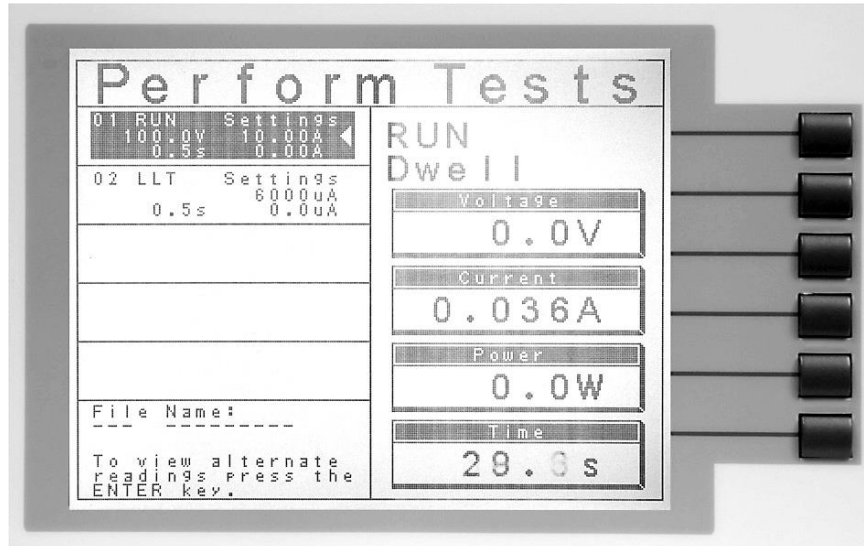 Perform Tests
01 RUN Settings
100.0V 10.00A
0.5s 0.00A
02 LLT Settings
6000uA
0.5s 0.0uA
File Name:
To view alternate
readings press the
ENTER key.
RUN
Dwell
Voltage
0.0V
Current
0.036A
Power
0.0W
Time